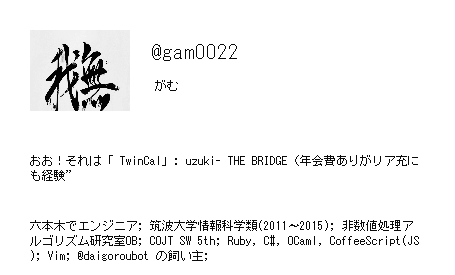 我無
@gam0022
がむ
おお!それは「 TwinCal」: uzuki- THE BRIDGE (年会費ありがリア充に
も経験”
六本木でエンジニア; 筑波大学情報科学類(2011〜2015); 非数値処理ア
ルゴリズム研究室OB; COJT SW 5th; Ruby, C#, OCaml, CoffeeScript(JS
); Vim; @daigoroubot の飼い主;